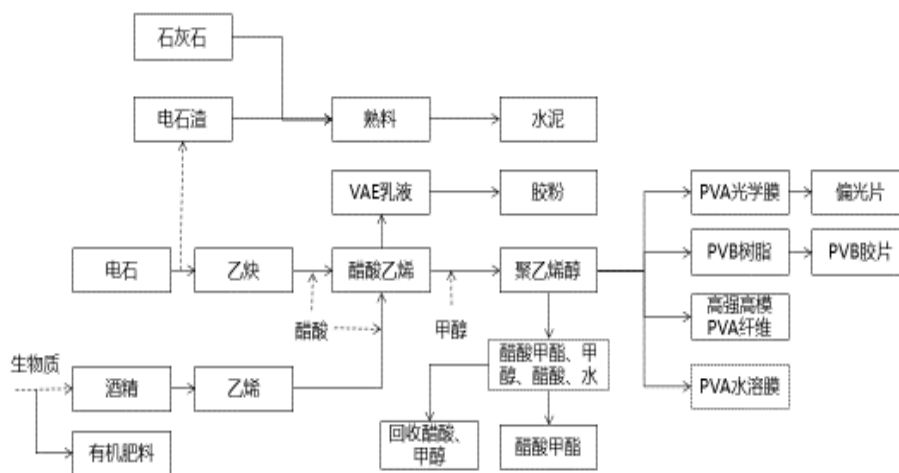 石灰石
电石渣
熟料
水泥
VAE乳液
胶粉
PVA光学膜
偏光片
电石
乙炔
醋酸乙烯
聚乙烯醇
PVB树脂
PVB胶片
醋酸
甲醇
高强高模
PVA纤维
生物质
酒精
乙烯
醋酸甲酯、甲
醇、醋酸、水
PVA水溶膜
有机肥料
回收醋酸、
甲醇
醋酸甲酯